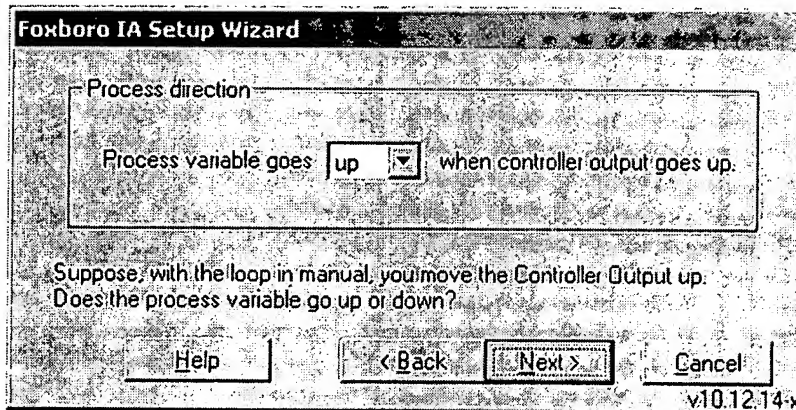 Foxboro IA Setup Wizard
Process direction
Process variable goes up when controller output goes up.
Suppose, with the loop in manual, you move the Controller Output up.
Does the process variable go up or down?
Help < Back Next > Cancel
v.10.12.14-x